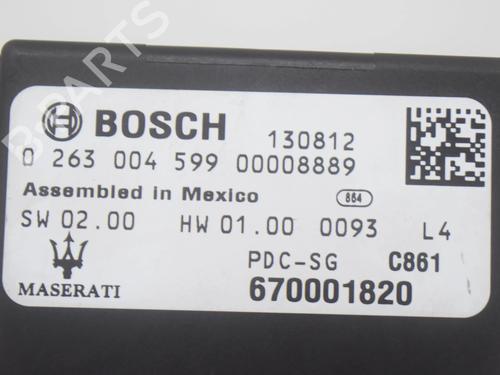 B-PARTS
BOSCH 130812
0 263 004 599 00008889
Assembled in Mexico 864
SW 02.00 HW 01.00 0093 L4
PDC-SG C861
MASERATI 670001820